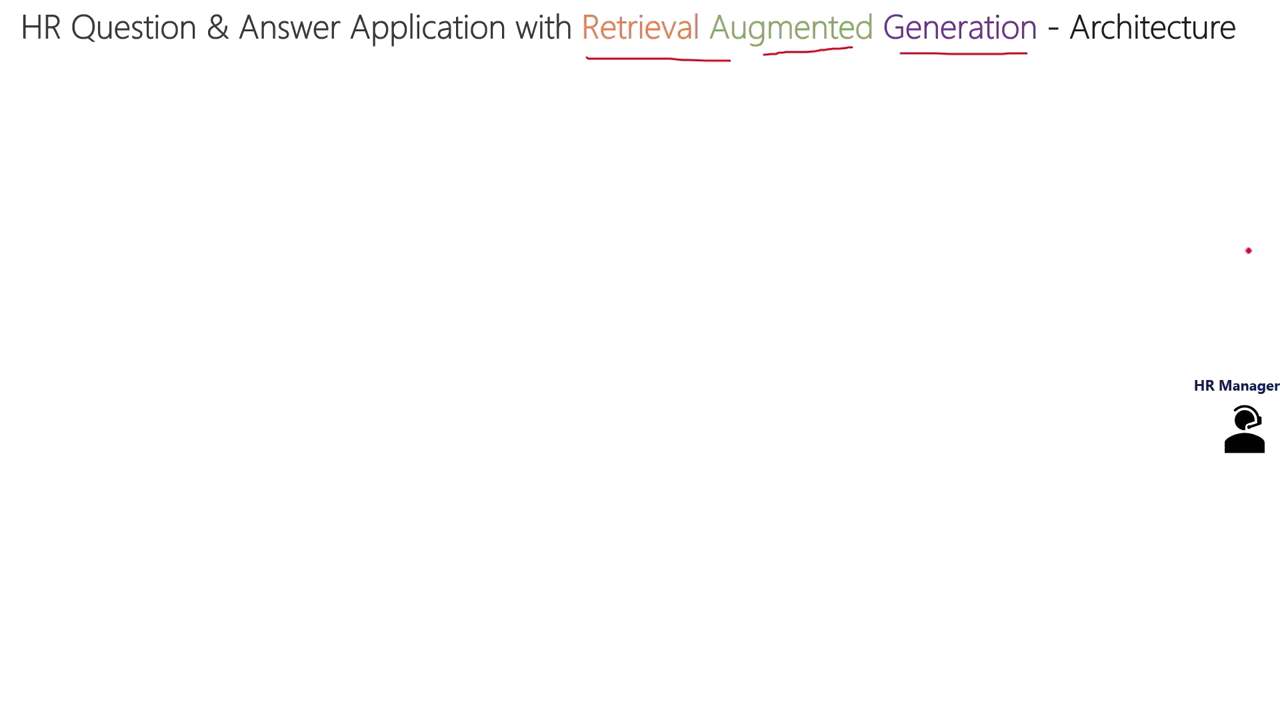 HR Question & Answer Application with Retrieval Augmented Generation - Architecture
HR Manager